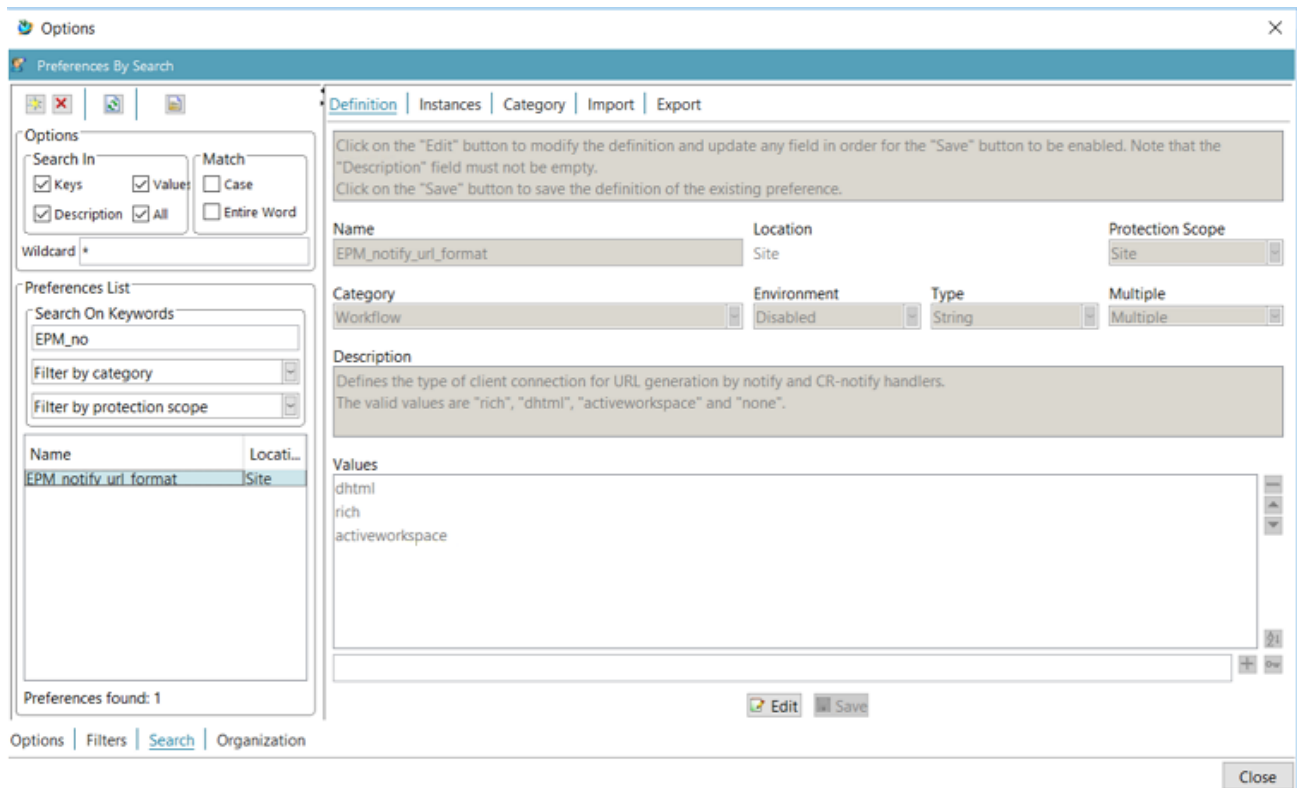 Options
Preferences By Search
Definition Instances Category Import Export
Options
Search In
Match
Keys Values
Case
Description All
Entire Word
Wildcard *
Preferences List
Search On Keywords
EPM_no
Filter by category
Filter by protection scope
Name Locati...
EPM_notify_url_format Site
Preferences found: 1
Click on the "Edit" button to modify the definition and update any field in order for the "Save" button to be enabled. Note that the
"Description" field must not be empty.
Click on the "Save" button to save the definition of the existing preference.
Name Location Protection Scope
EPM_notify_url_format Site Site
Category Environment Type Multiple
Workflow Disabled String Multiple
Description
Defines the type of client connection for URL generation by notify and CR-notify handlers.
The valid values are "rich", "dhtml", "activeworkspace" and "none".
Values
dhtml
rich
activeworkspace
Edit Save
Options Filters Search Organization
Close